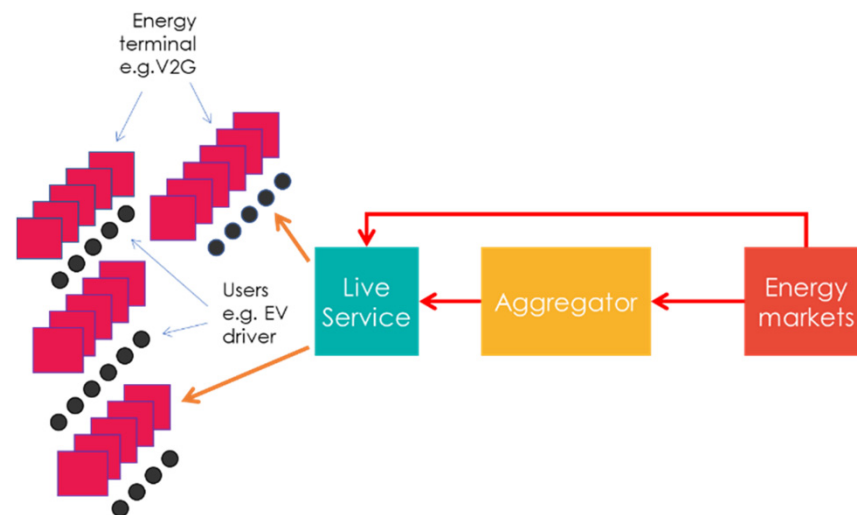 Energy
terminal
e.g.V2G
Users
e.g. EV
driver
Live
Service
Aggregator
Energy
markets